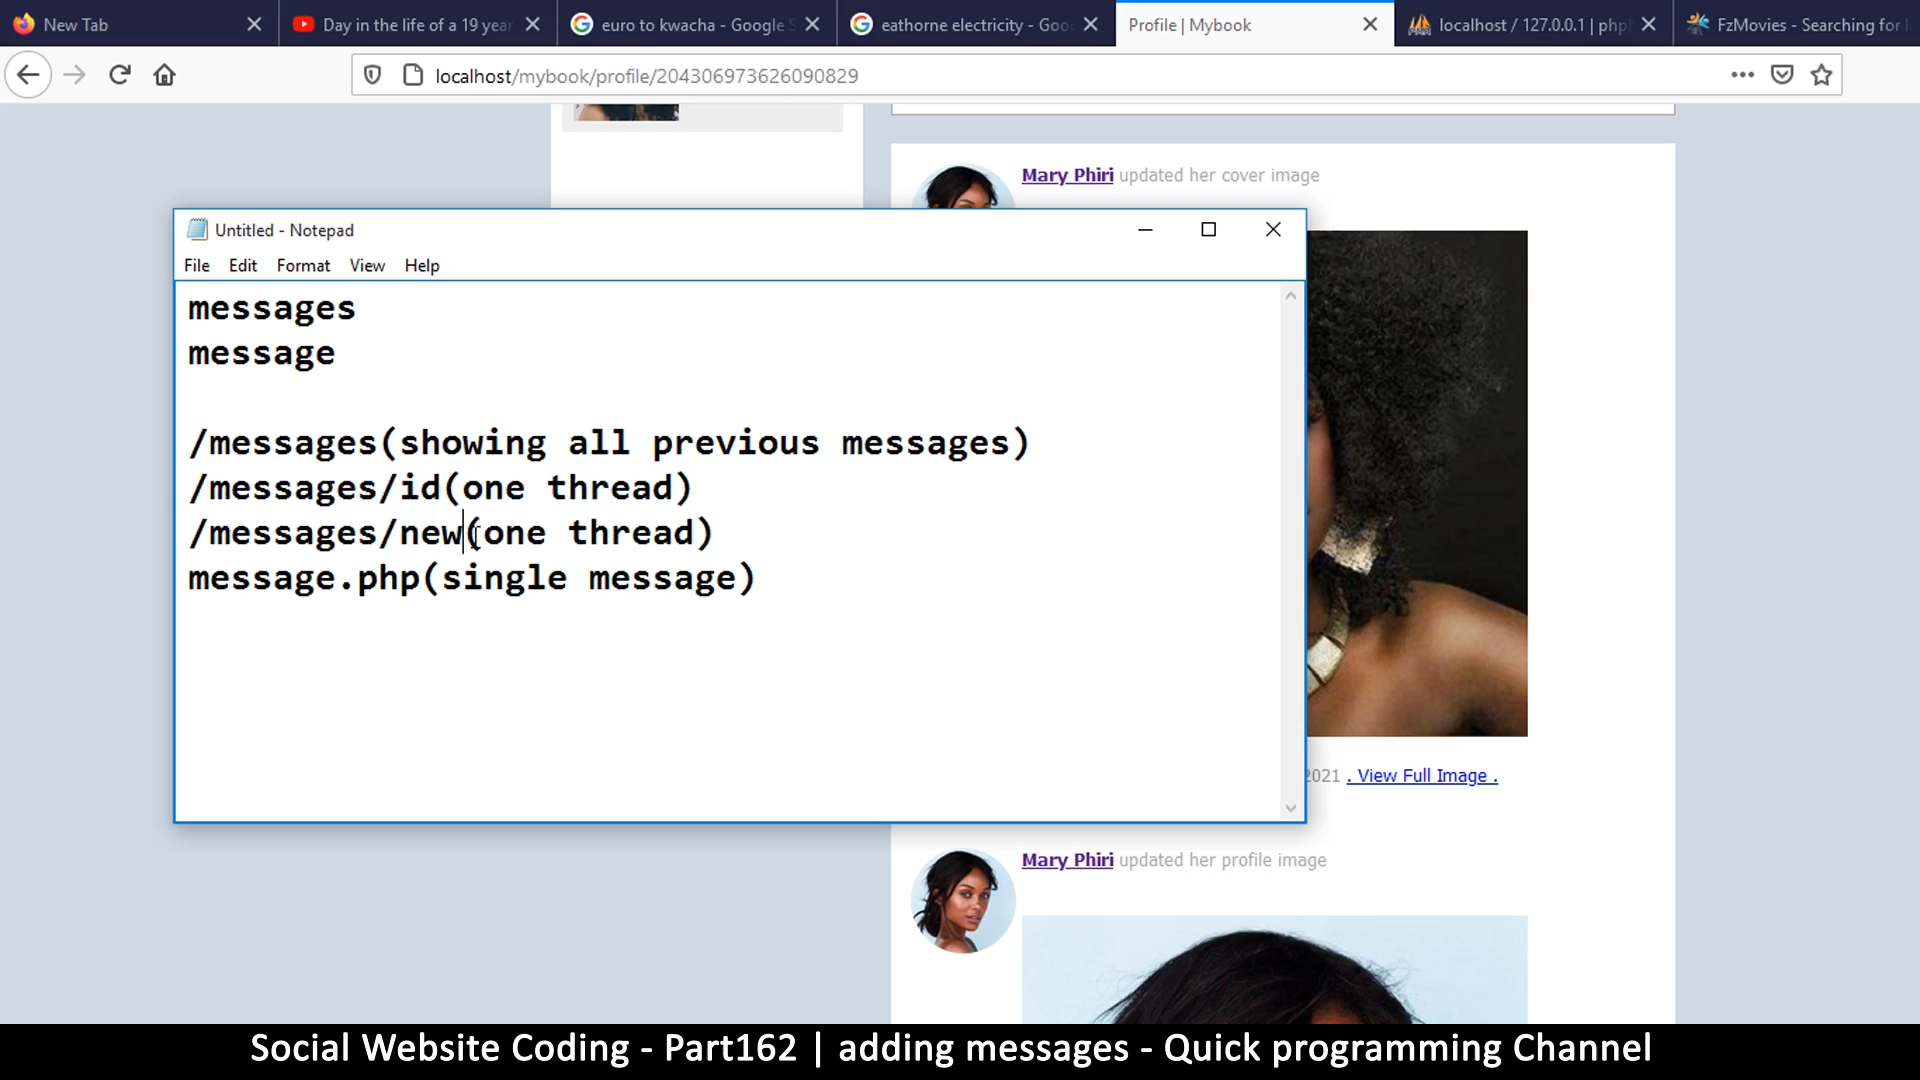 New Tab
Day in the life of a 19 year
euro to kwacha - Google S
eathorne electricity - Goo
Profile | Mybook
localhost / 127.0.0.1 | php
FzMovies - Searching for
localhost/mybook/profile/204306973626090829
Mary Phiri updated her cover image
Untitled - Notepad
File Edit Format View Help
messages
message
/messages(showing all previous messages)
/messages/id(one thread)
/messages/new(one thread)
message.php(single message)
2021 . View Full Image .
Mary Phiri updated her profile image
Social Website Coding - Part162 | adding messages - Quick programming Channel